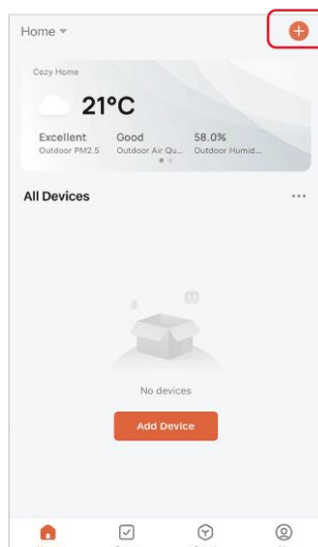 Home
Cozy Home
21°C
Excellent Good 58.0%
Outdoor PM2.5 Outdoor Air Qu... Outdoor Humid...
All Devices
No devices
Add Device